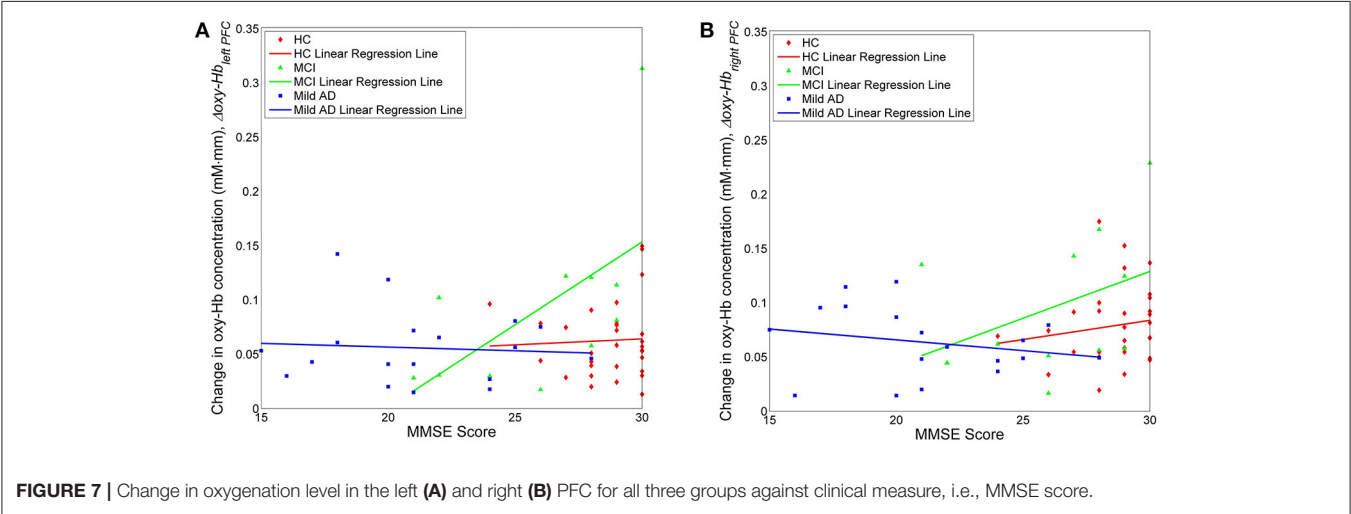 A
Change in oxy-Hb concentration (mM·mm), Δoxy-Hb_left PFC
0.35
0.3
0.25
0.2
0.15
0.1
0.05
0
HC
HC Linear Regression Line
MCI
MCI Linear Regression Line
Mild AD
Mild AD Linear Regression Line
15 20 25 30
MMSE Score
B
Change in oxy-Hb concentration (mM·mm), Δoxy-Hb_right PFC
0.35
0.3
0.25
0.2
0.15
0.1
0.05
0
HC
HC Linear Regression Line
MCI
MCI Linear Regression Line
Mild AD
Mild AD Linear Regression Line
15 20 25 30
MMSE Score
FIGURE 7 | Change in oxygenation level in the left (A) and right (B) PFC for all three groups against clinical measure, i.e., MMSE score.